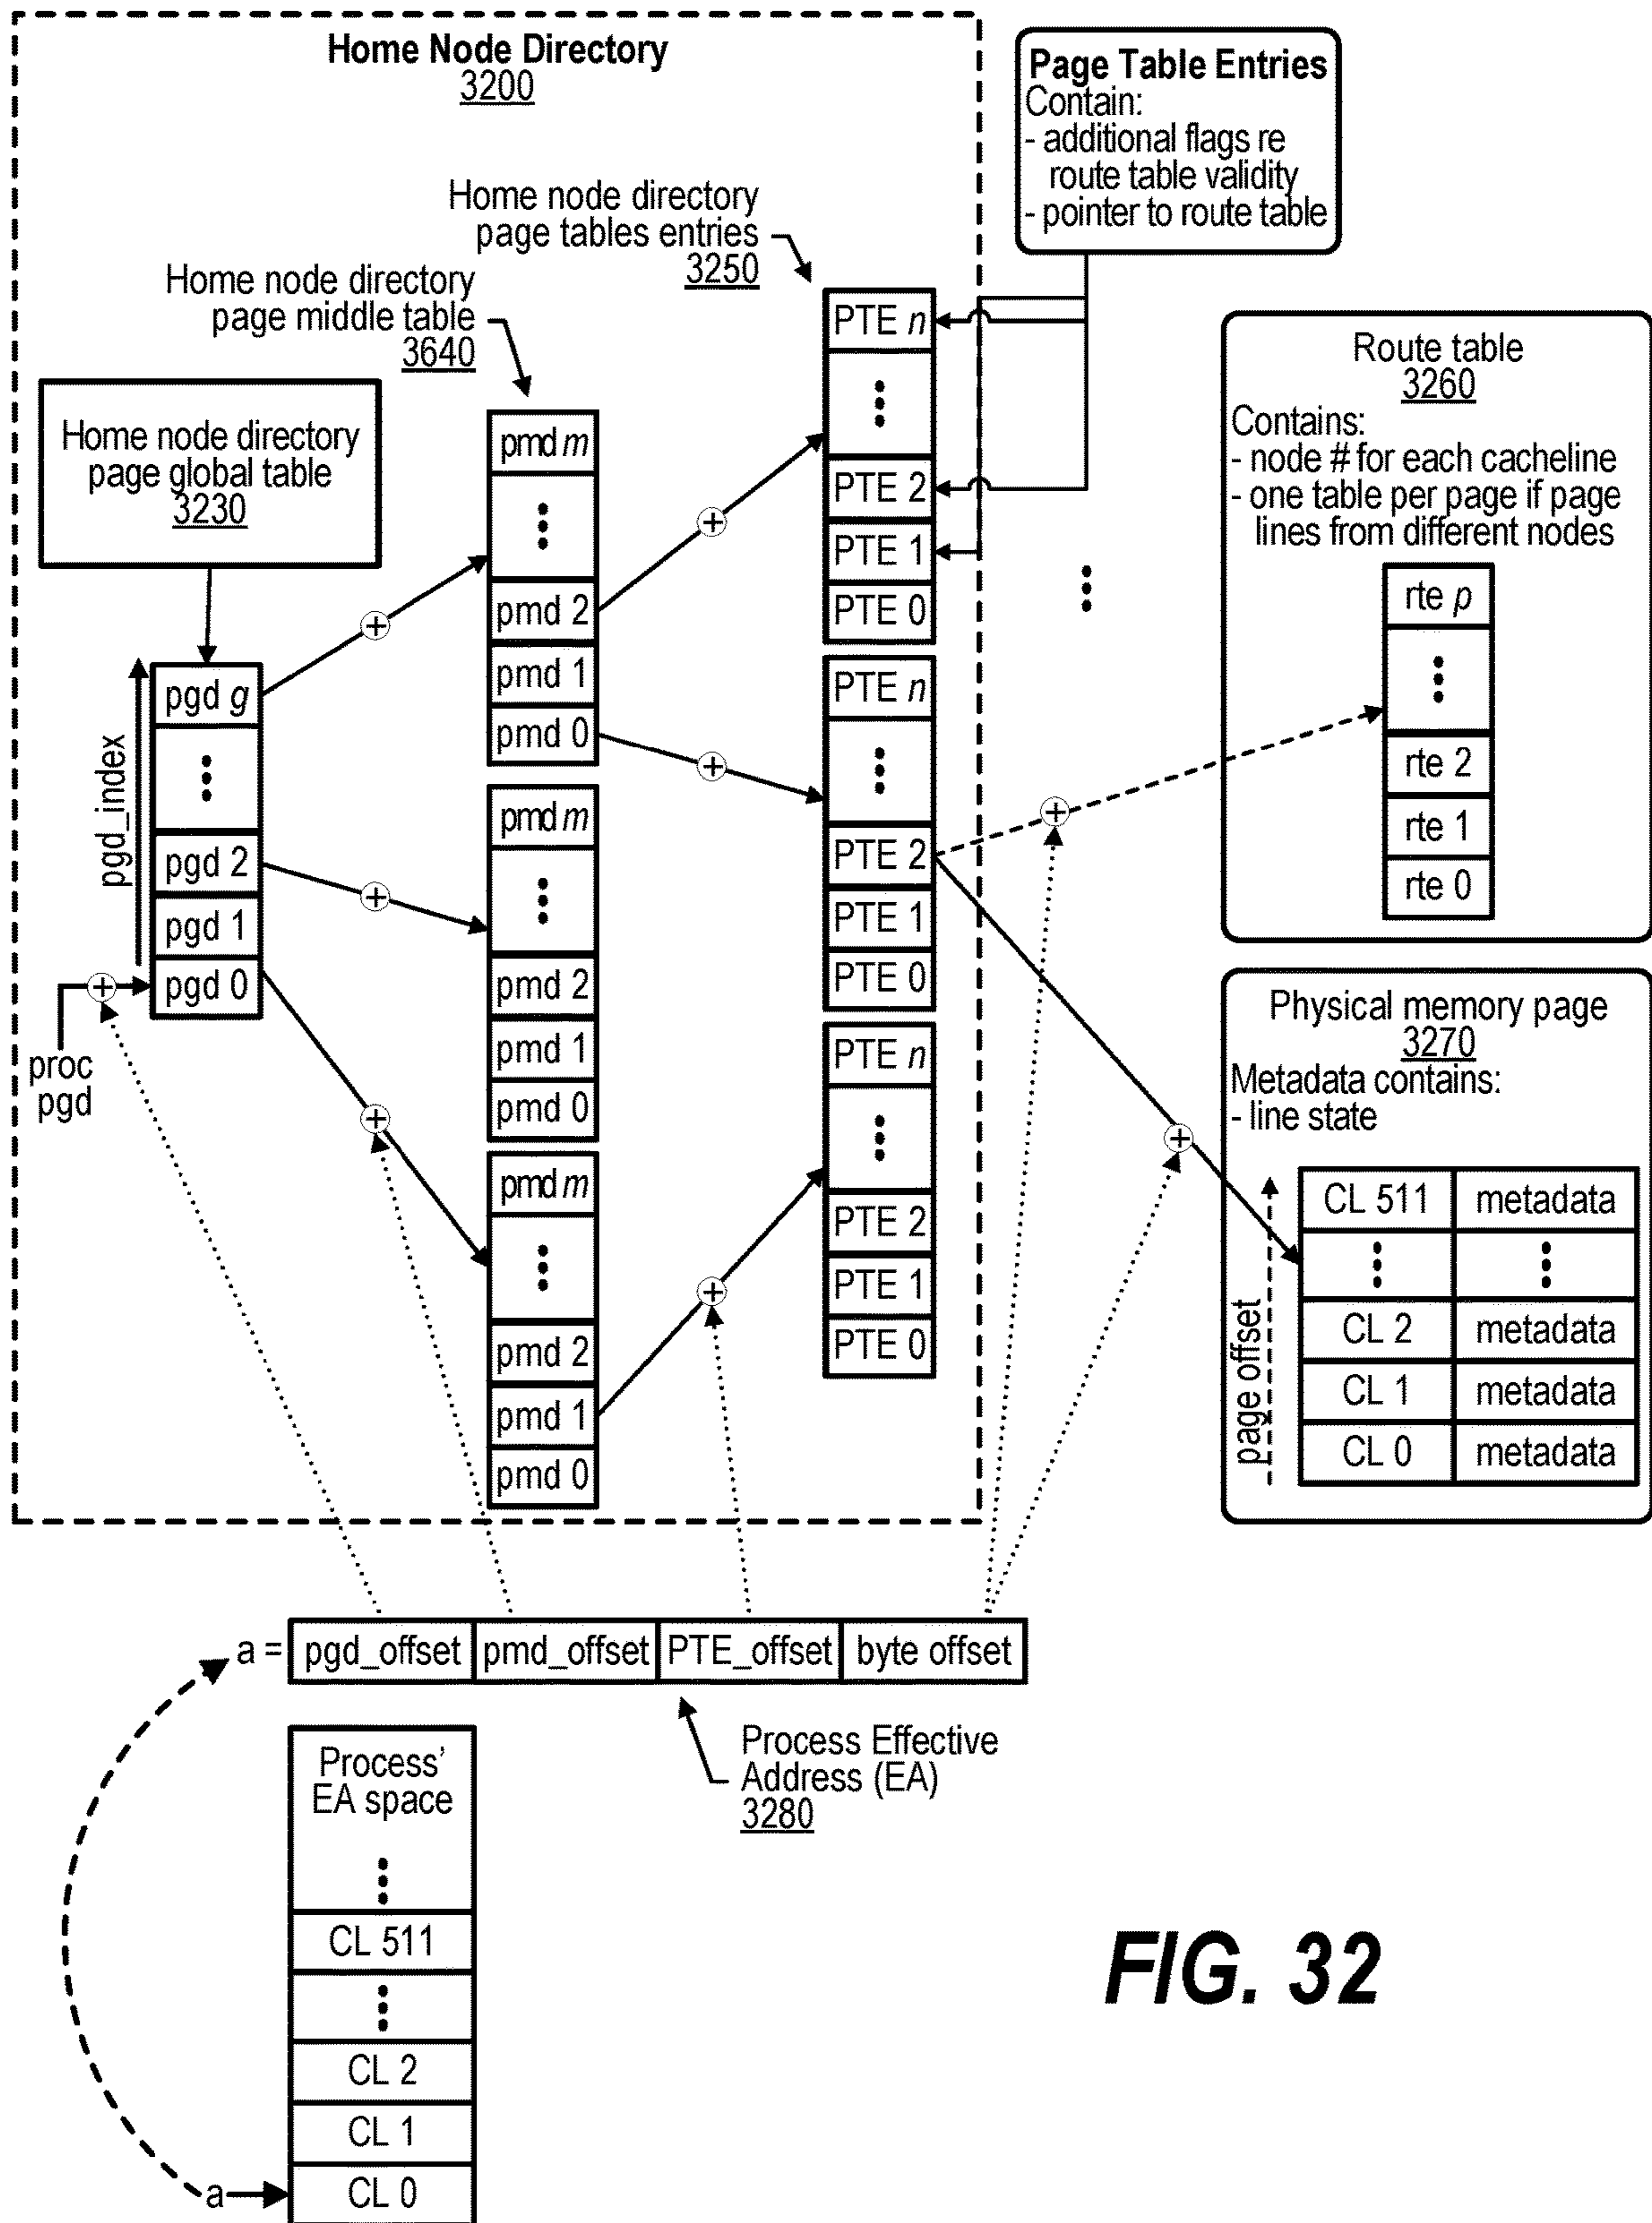 Home Node Directory
3200
Page Table Entries
Contain:
- additional flags re
route table validity
- pointer to route table
Home node directory
page tables entries
3250
Home node directory
page middle table
3640
Home node directory
page global table
3230
pgd_index
pgd g
pgd 2
pgd 1
pgd 0
proc
pgd
pmd m
pmd 2
pmd 1
pmd 0
pmd m
pmd 2
pmd 1
pmd 0
pmd m
pmd 2
pmd 1
pmd 0
PTE n
PTE 2
PTE 1
PTE 0
PTE n
PTE 2
PTE 1
PTE 0
PTE n
PTE 2
PTE 1
PTE 0
Route table
3260
Contains:
- node # for each cacheline
- one table per page if page
lines from different nodes
rte p
rte 2
rte 1
rte 0
Physical memory page
3270
Metadata contains:
- line state
page offset
CL 511 metadata
CL 2 metadata
CL 1 metadata
CL 0 metadata
a = pgd_offset pmd_offset PTE_offset byte offset
Process Effective
Address (EA)
3280
Process’
EA space
CL 511
CL 2
CL 1
a CL 0
FIG. 32